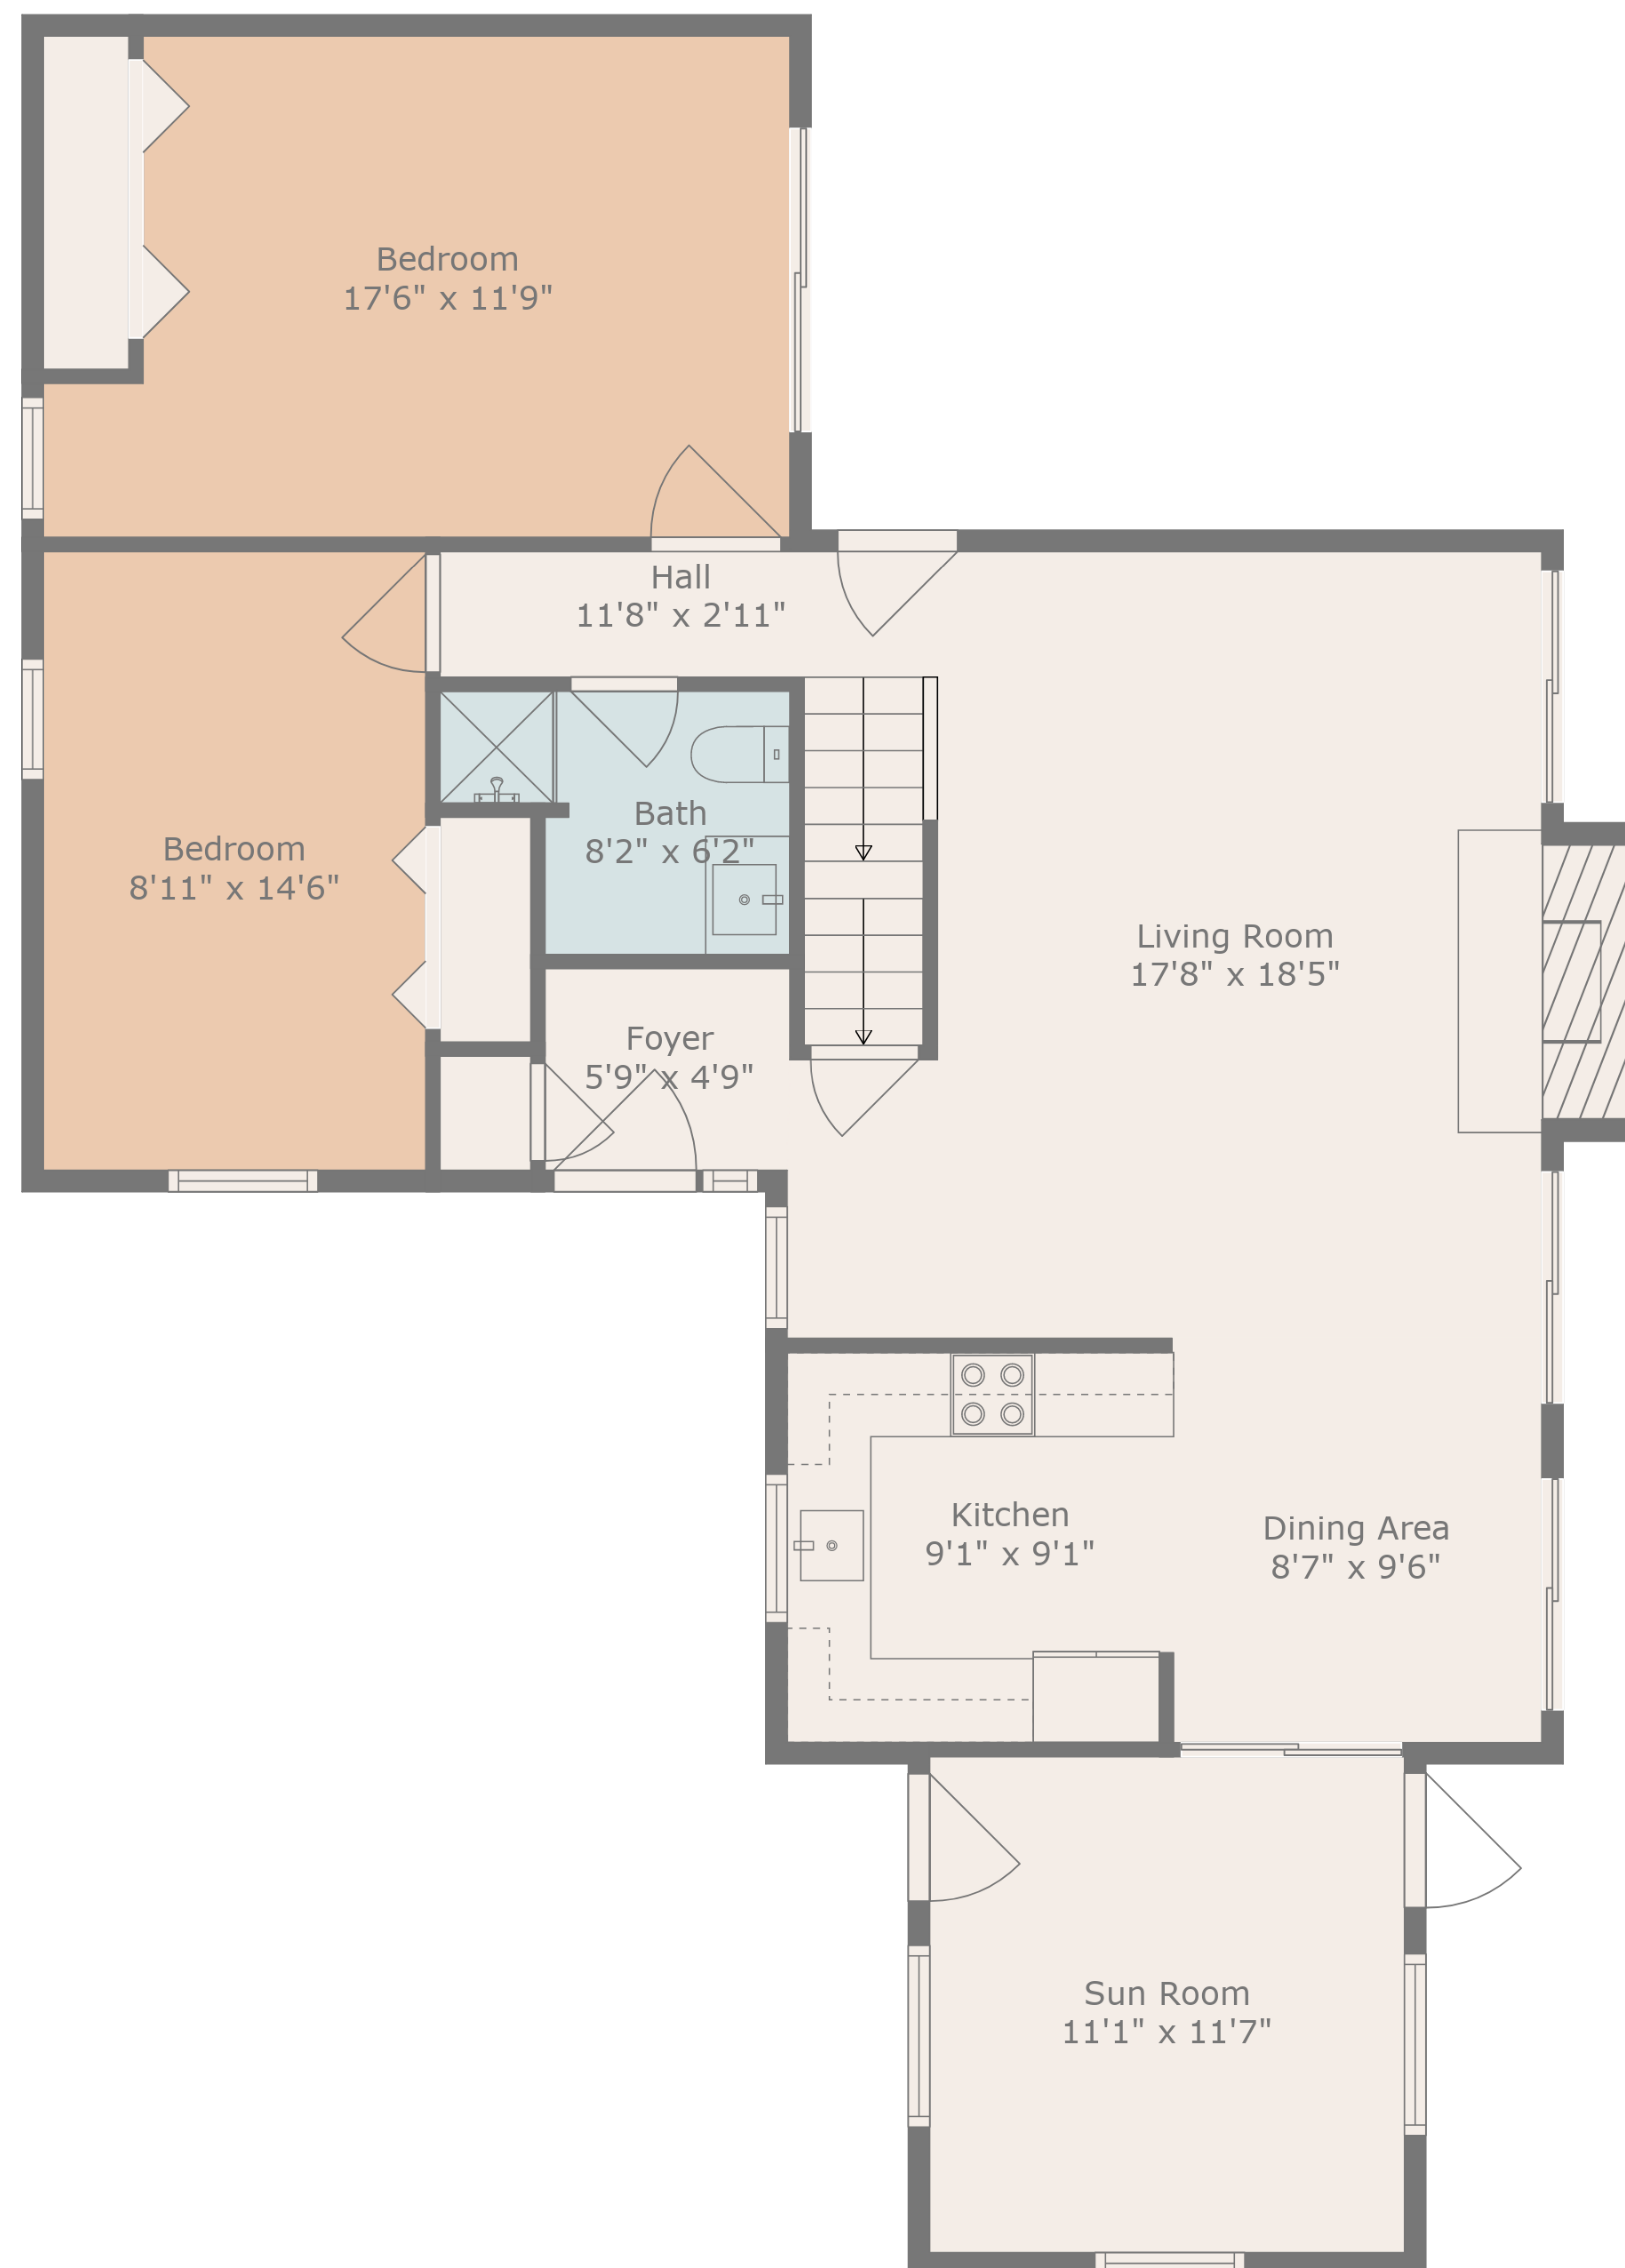 Bedroom
17'6" x 11'9"
Hall
11'8" x 2'11"
Bath
8'2" x 6'2"
Bedroom
8'11" x 14'6"
Living Room
17'8" x 18'5"
Foyer
5'9" x 4'9"
Kitchen
9'1" x 9'1"
Dining Area
8'7" x 9'6"
Sun Room
11'1" x 11'7"